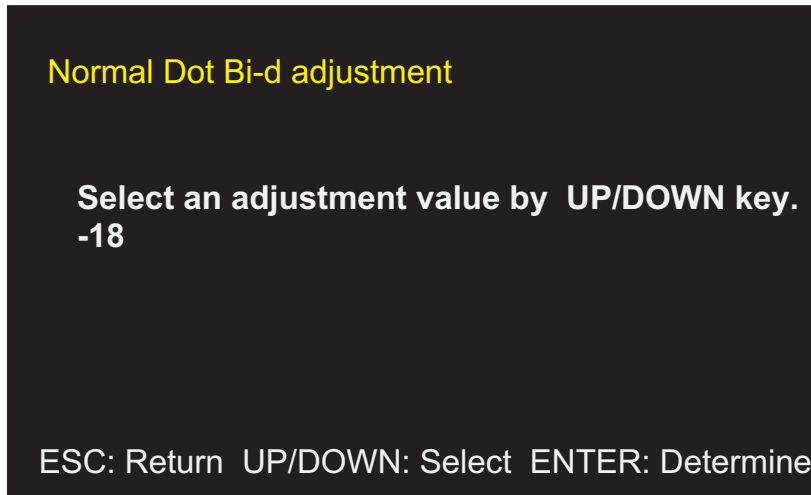 Normal Dot Bi-d adjustment
Select an adjustment value by  UP/DOWN key.
-18
ESC: Return  UP/DOWN: Select  ENTER: Determine